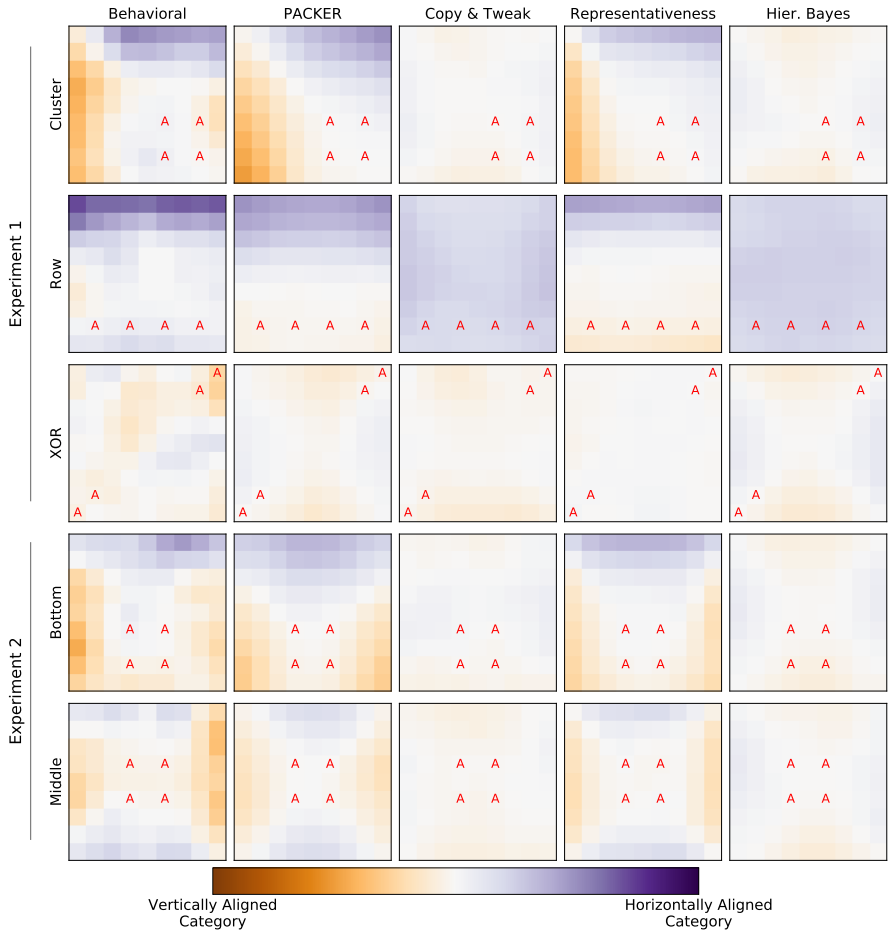 Behavioral PACKER Copy & Tweak Representativeness Hier. Bayes
Experiment 1
Cluster
A A A A A A A A A A
A A A A A A A A A A
Row
A A A A A A A A A A A A A A A A A A A A
XOR
A A A A A
A A A A A
A A A A A
A A A A A
Experiment 2
Bottom
A A A A A A A A A A
A A A A A A A A A A
Middle
A A A A A A A A A A
A A A A A A A A A A
Vertically Aligned Horizontally Aligned
Category Category